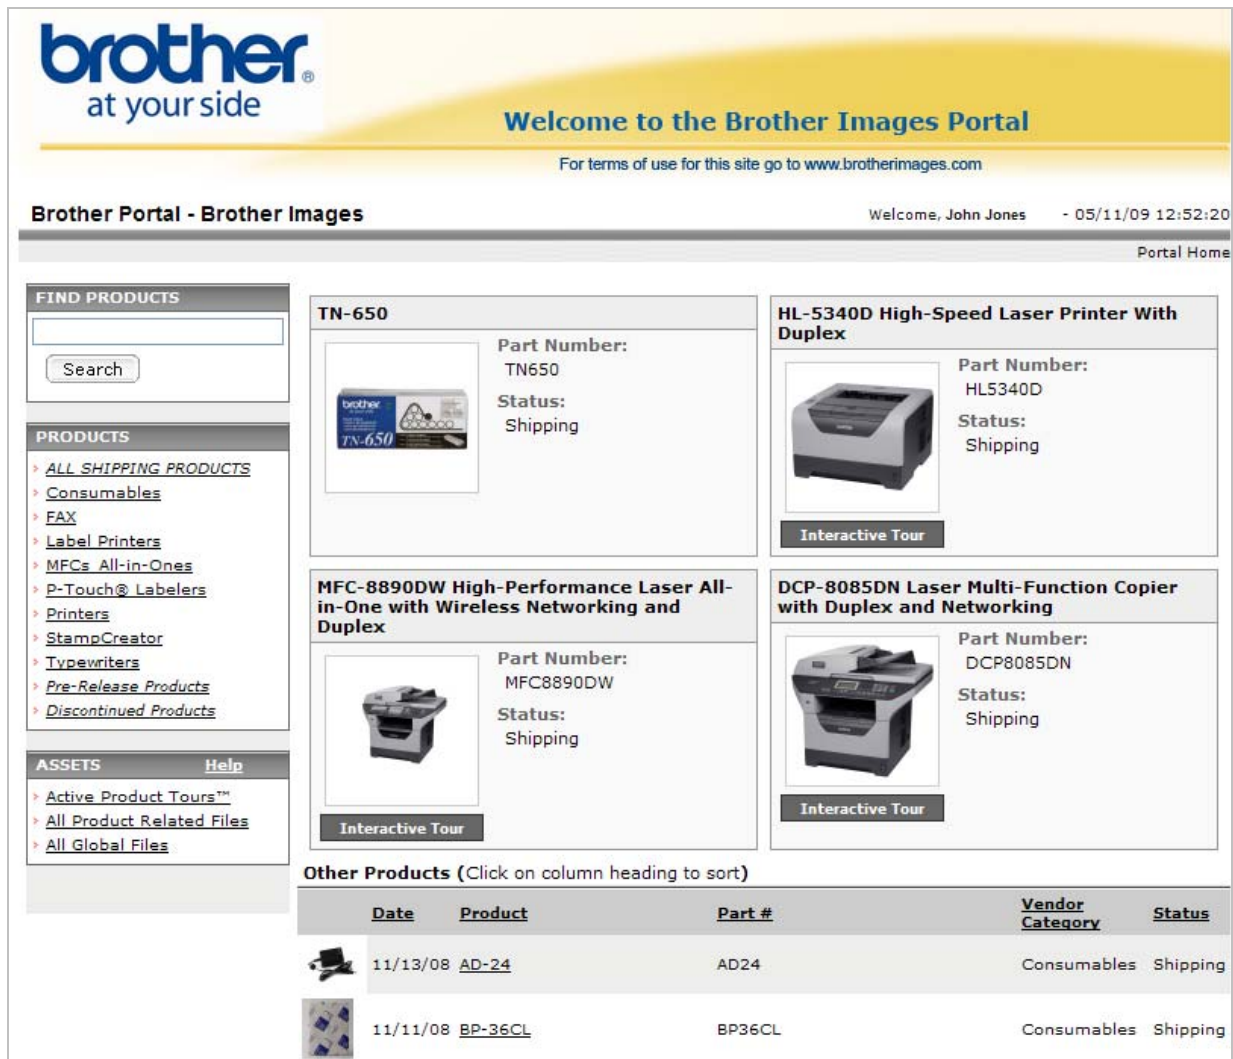 brother®
at your side
Welcome to the Brother Images Portal
For terms of use for this site go to www.brotherimages.com
Brother Portal - Brother Images
Welcome, John Jones - 05/11/09 12:52:20
Portal Home
FIND PRODUCTS
Search
PRODUCTS
ALL SHIPPING PRODUCTS
Consumables
FAX
Label Printers
MFCs All-in-Ones
P-Touch® Labelers
Printers
StampCreator
Typewriters
Pre-Release Products
Discontinued Products
ASSETS Help
Active Product Tours™
All Product Related Files
All Global Files
TN-650
brother
TN-650
Part Number:
TN650
Status:
Shipping
HL-5340D High-Speed Laser Printer With
Duplex
Part Number:
HL5340D
Status:
Shipping
Interactive Tour
MFC-8890DW High-Performance Laser All-
in-One with Wireless Networking and
Duplex
Part Number:
MFC8890DW
Status:
Shipping
Interactive Tour
DCP-8085DN Laser Multi-Function Copier
with Duplex and Networking
Part Number:
DCP8085DN
Status:
Shipping
Interactive Tour
Other Products (Click on column heading to sort)
Date Product Part # Vendor Category Status
11/13/08 AD-24 AD24 Consumables Shipping
11/11/08 BP-36CL BP36CL Consumables Shipping